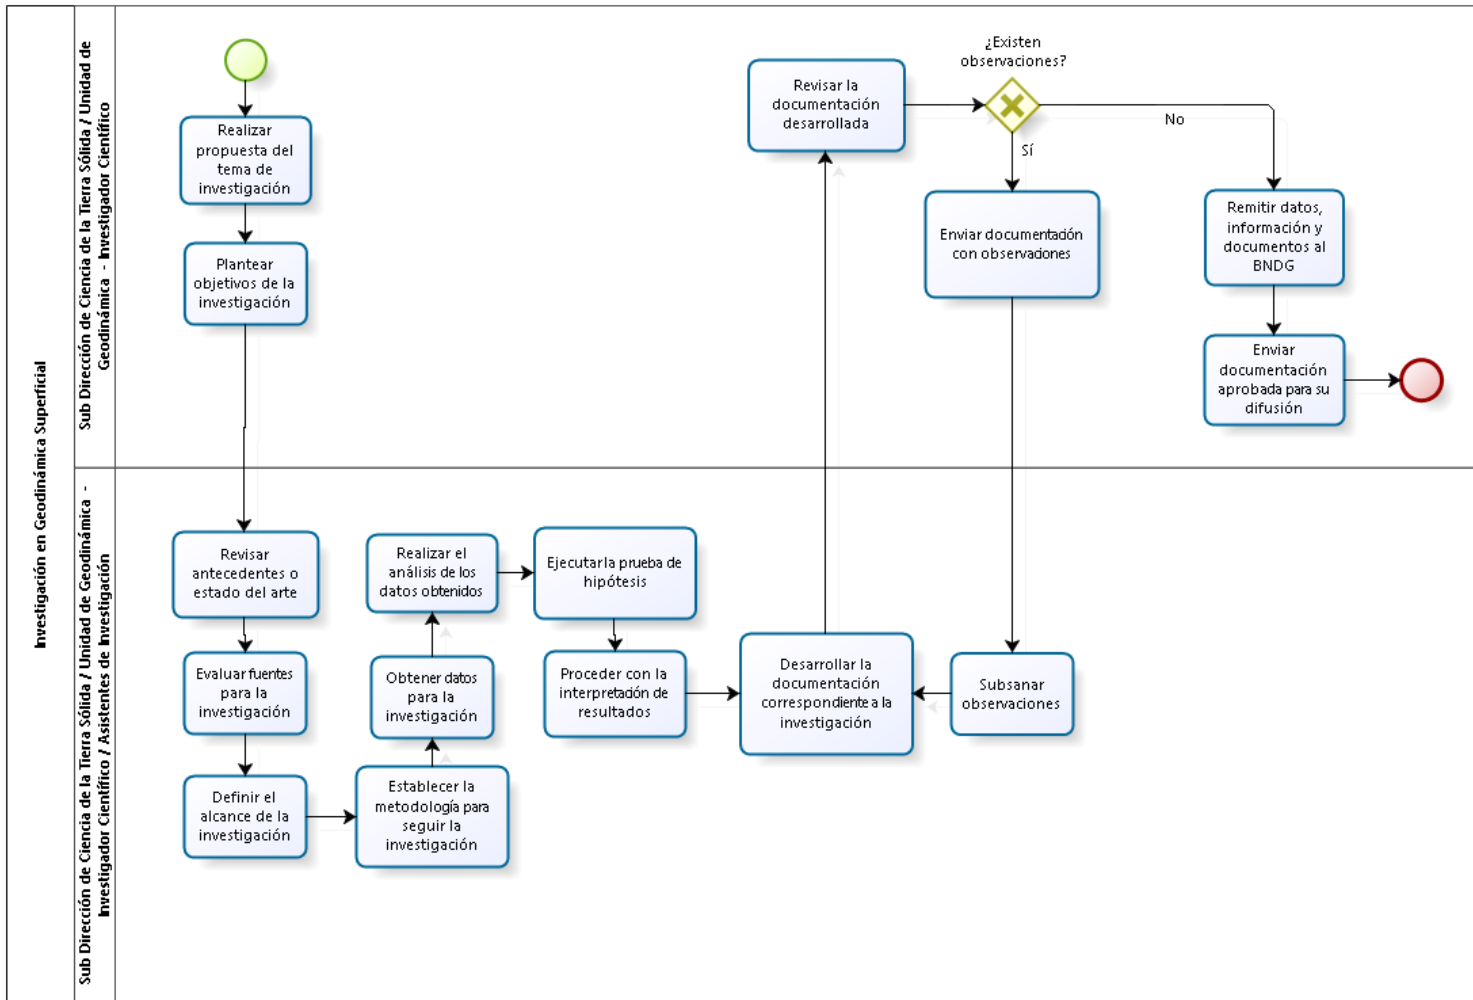 Investigación en Geodinámica Superficial
Sub Dirección de Ciencia de la Tierra Sólida / Unidad de
Geodinámica - Investigador Científico
Realizar
propuesta del
tema de
investigación
Plantear
objetivos de la
investigación
Revisar la
documentación
desarrollada
¿Existen
observaciones?
No
Sí
Enviar documentación
con observaciones
Remitir datos,
información y
documentos al
BNDG
Enviar
documentación
aprobada para su
difusión
Sub Dirección de Ciencia de la Tierra Sólida / Unidad de Geodinámica -
Investigador Científico / Asistentes de Investigación
Revisar
antecedentes o
estado del arte
Evaluar fuentes
para la
investigación
Definir el
alcance de la
investigación
Establecer la
metodología para
seguir la
investigación
Obtener datos
para la
investigación
Realizar el
análisis de los
datos obtenidos
Ejecutar la prueba de
hipótesis
Proceder con la
interpretación de
resultados
Desarrollar la
documentación
correspondiente a la
investigación
Subsanar
observaciones